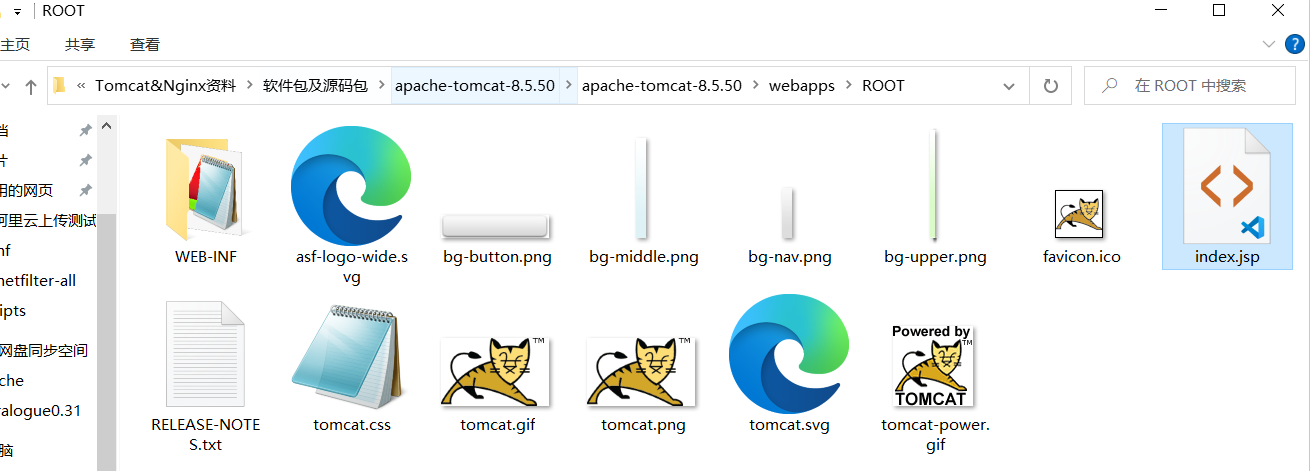 ROOT
主页 共享 查看
« Tomcat&Nginx资料 > 软件包及源码包 > apache-tomcat-8.5.50 > apache-tomcat-8.5.50 > webapps > ROOT
在 ROOT 中搜索
档
片
用的网页
阿里云上传测试
nf
netfilter-all
ipts
网盘同步空间
che
ralogue0.31
脑
WEB-INF
asf-logo-wide.s
vg
bg-button.png
bg-middle.png
bg-nav.png
bg-upper.png
favicon.ico
index.jsp
RELEASE-NOTE
S.txt
tomcat.css
TM
tomcat.gif
TM
tomcat.png
tomcat.svg
Powered by
TM
TOMCAT
tomcat-power.
gif